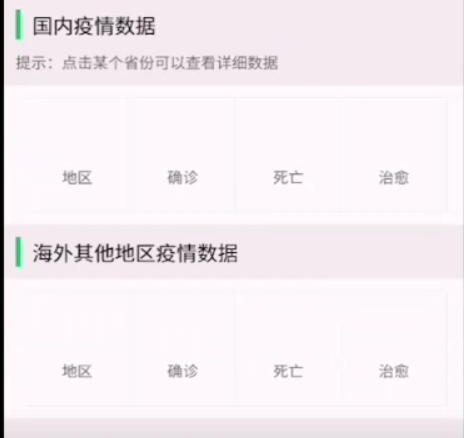 国内疫情数据
提示：点击某个省份可以查看详细数据
地区 确诊 死亡 治愈
海外其他地区疫情数据
地区 确诊 死亡 治愈